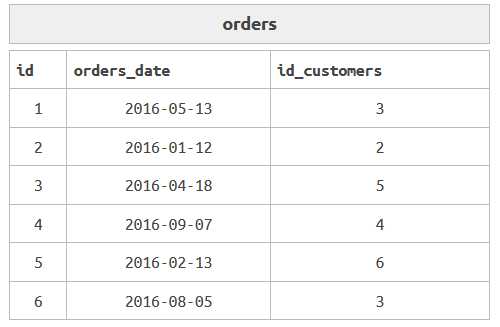 orders
id orders_date id_customers
1 2016-05-13 3
2 2016-01-12 2
3 2016-04-18 5
4 2016-09-07 4
5 2016-02-13 6
6 2016-08-05 3